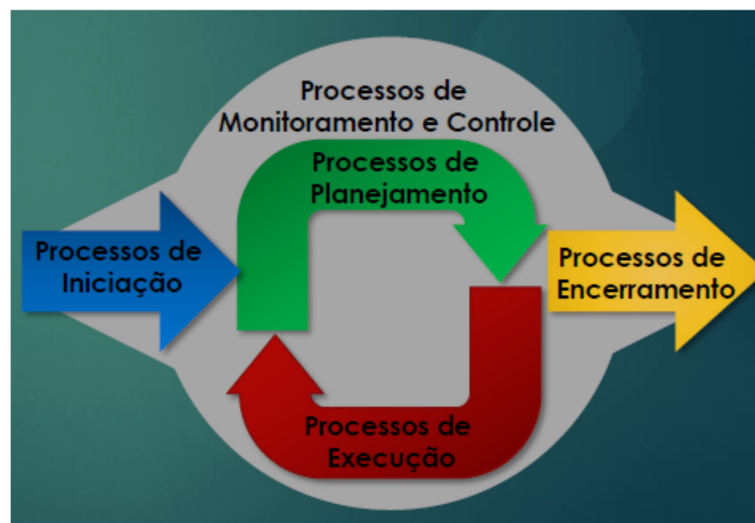 Processos de
Monitoramento e Controle
Processos de
Planejamento
Processos de
Iniciação
Processos de
Encerramento
Processos de
Execução